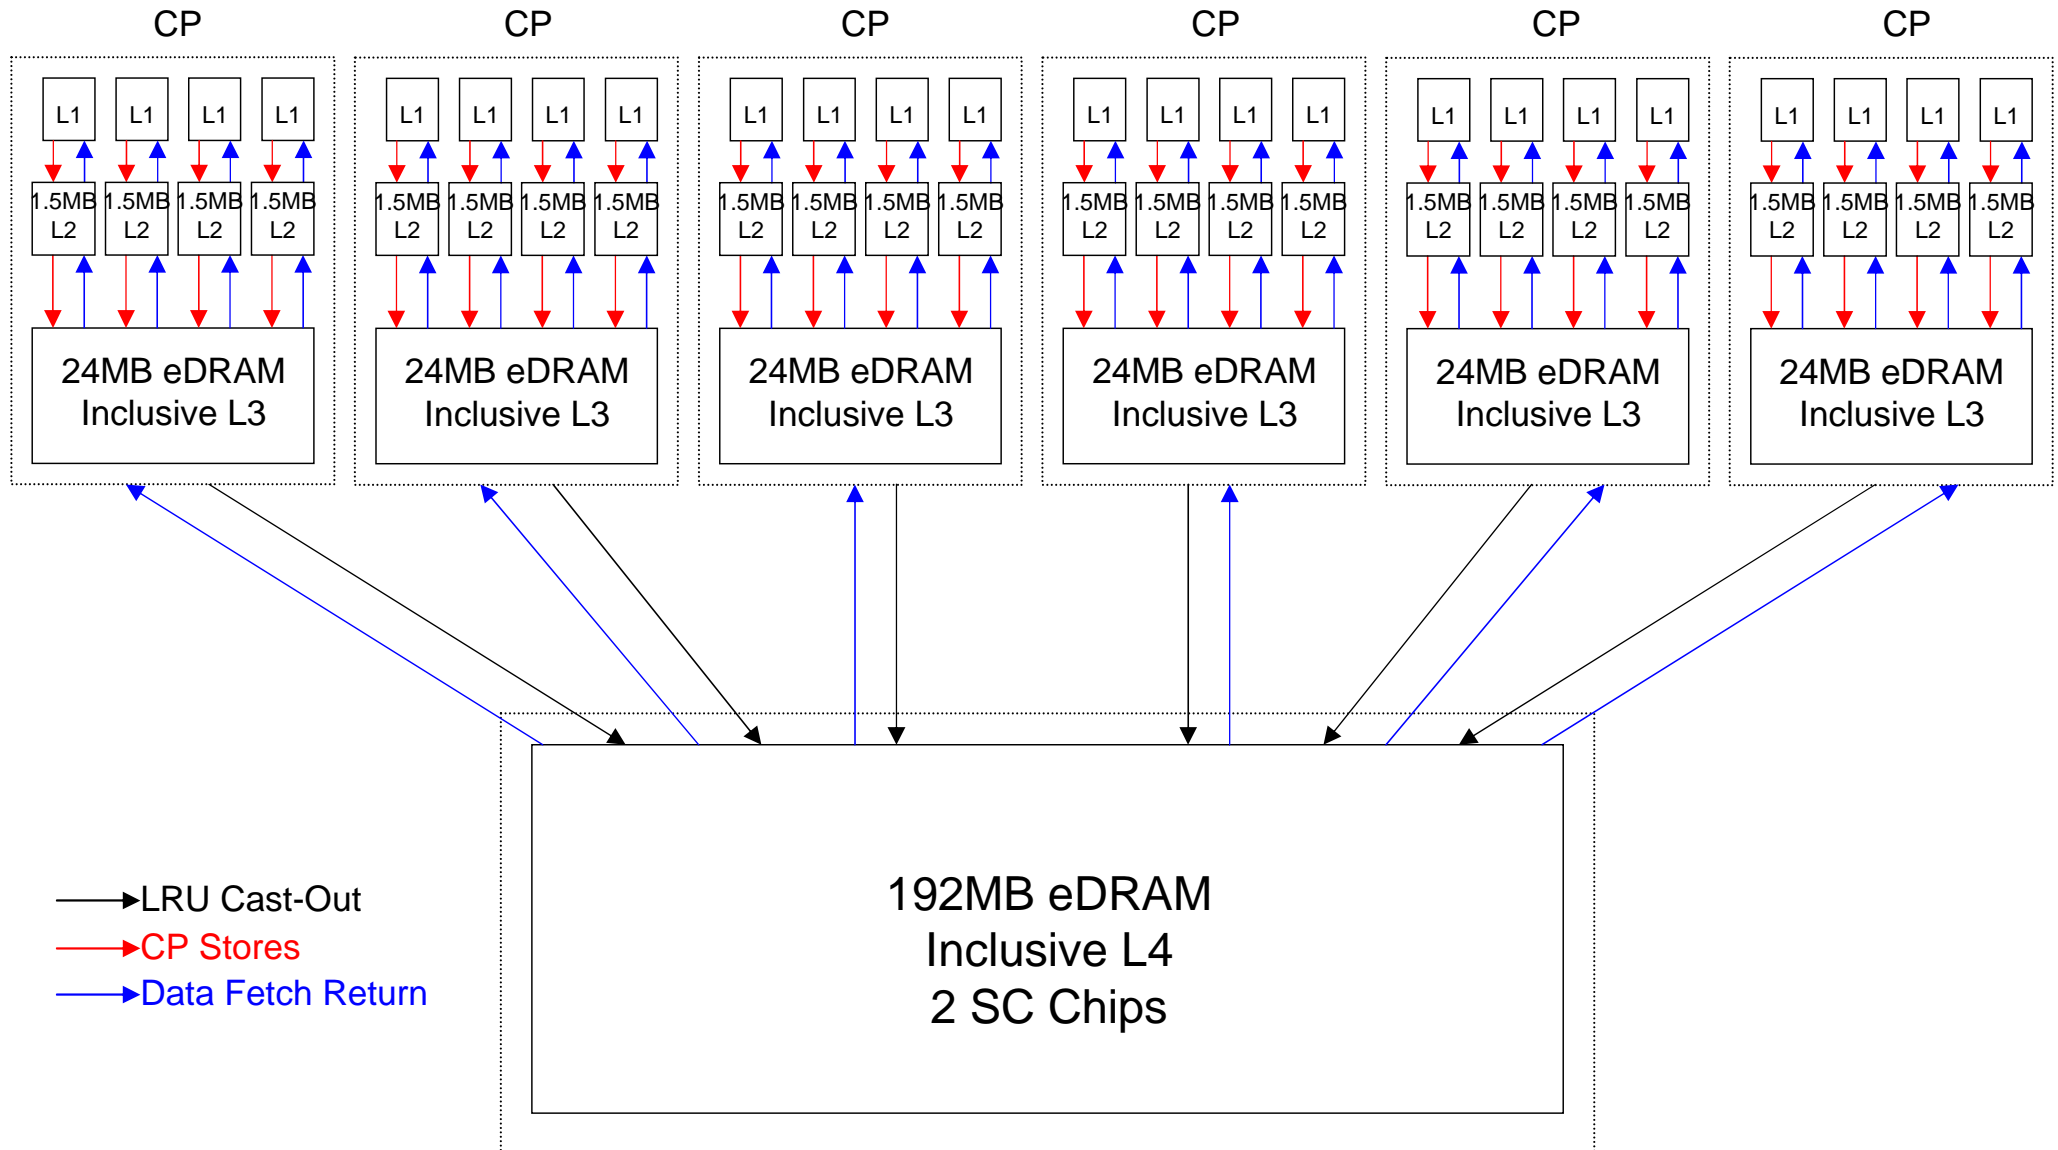 CP CP CP CP CP CP
L1 L1 L1 L1 L1 L1 L1 L1 L1 L1 L1 L1 L1 L1 L1 L1 L1 L1 L1 L1 L1 L1 L1 L1
1.5MB 1.5MB 1.5MB 1.5MB 1.5MB 1.5MB 1.5MB 1.5MB 1.5MB 1.5MB 1.5MB 1.5MB 1.5MB 1.5MB 1.5MB 1.5MB 1.5MB 1.5MB 1.5MB 1.5MB 1.5MB 1.5MB 1.5MB 1.5MB
L2 L2 L2 L2 L2 L2 L2 L2 L2 L2 L2 L2 L2 L2 L2 L2 L2 L2 L2 L2 L2 L2 L2 L2
24MB eDRAM 24MB eDRAM 24MB eDRAM 24MB eDRAM 24MB eDRAM 24MB eDRAM
Inclusive L3 Inclusive L3 Inclusive L3 Inclusive L3 Inclusive L3 Inclusive L3
192MB eDRAM
Inclusive L4
2 SC Chips
LRU Cast-Out
CP Stores
Data Fetch Return